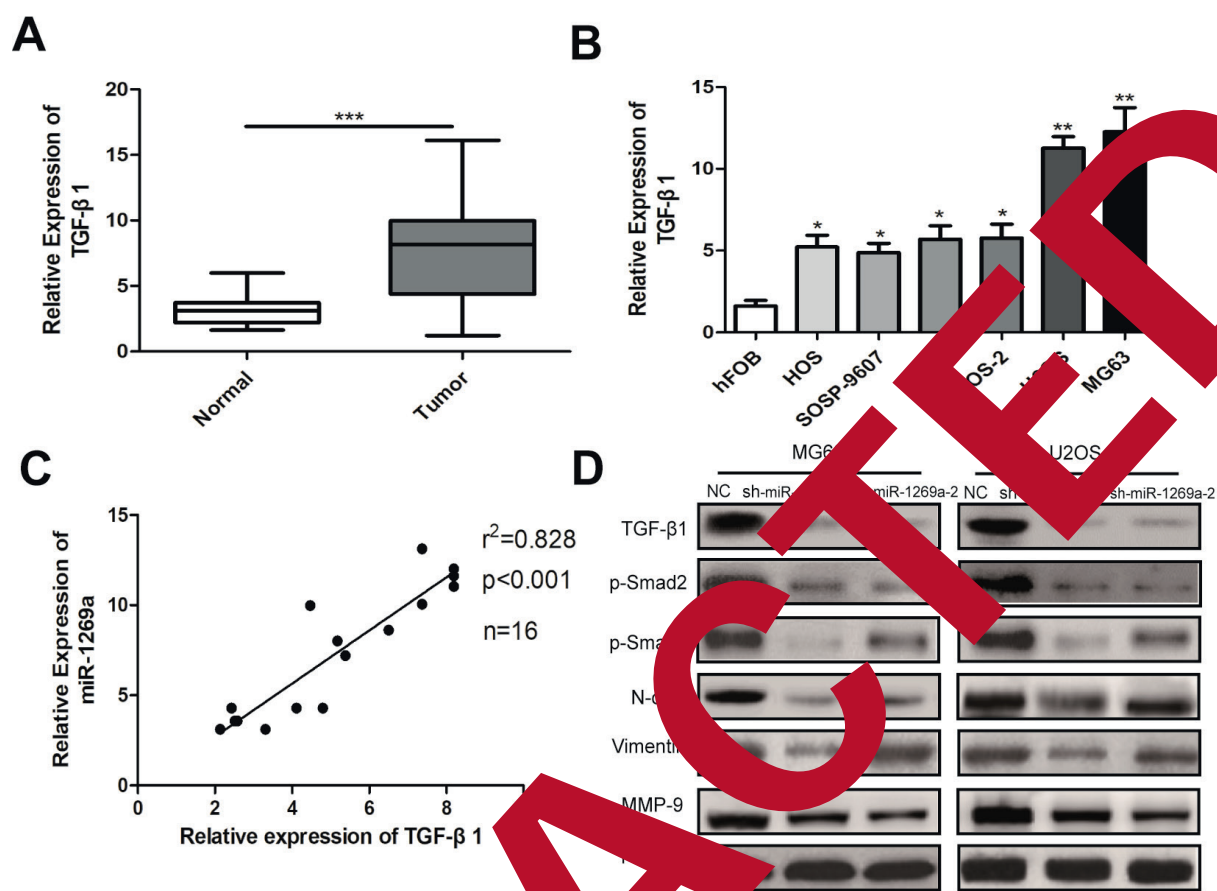 A
Relative Expression of
TGF-β 1
20
15
10
5
0
***
Normal
Tumor
B
Relative Expression of
TGF-β 1
15
10
5
0
*
*
*
*
**
**
hFOB
HOS
SOSP-9607
OS-2
MG63
C
Relative Expression of
miR-1269a
15
10
5
0
r²=0.828
p<0.001
n=16
0 2 4 6 8
Relative expression of TGF-β 1
D
U2OS
NC sh-miR- miR-1269a-2 NC sh sh-miR-1269a-2
TGF-β1
p-Smad2
Vimentin
MMP-9
ACTED